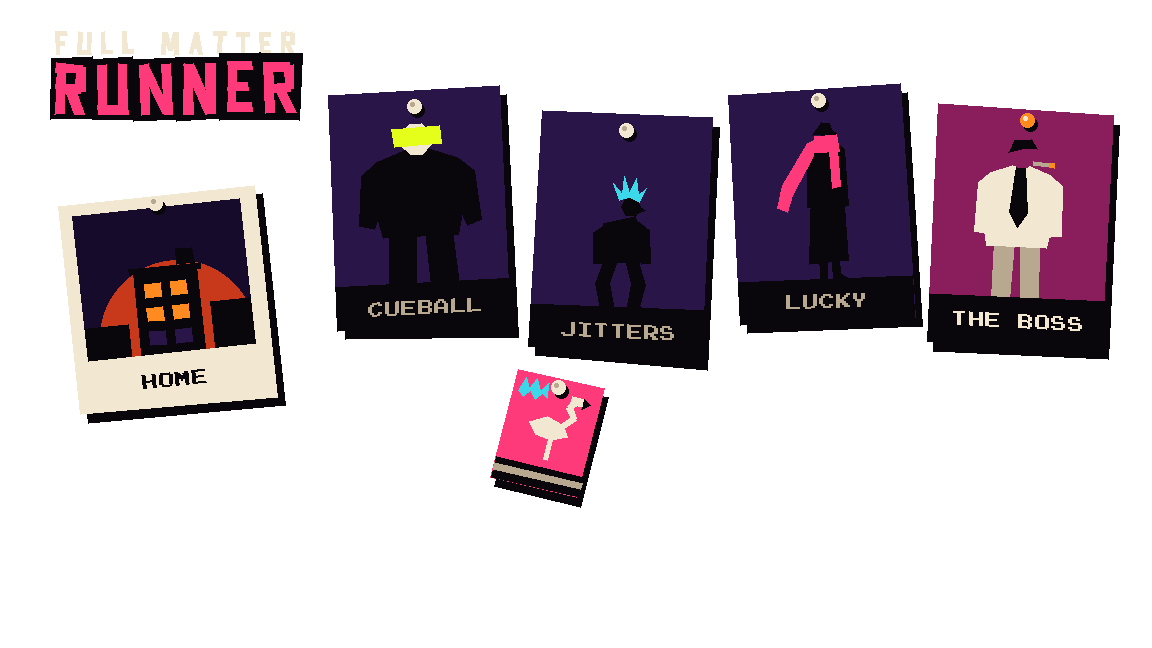 FULL MATTER
RUNNER
HOME
CUEBALL
JITTERS
LUCKY
THE BOSS